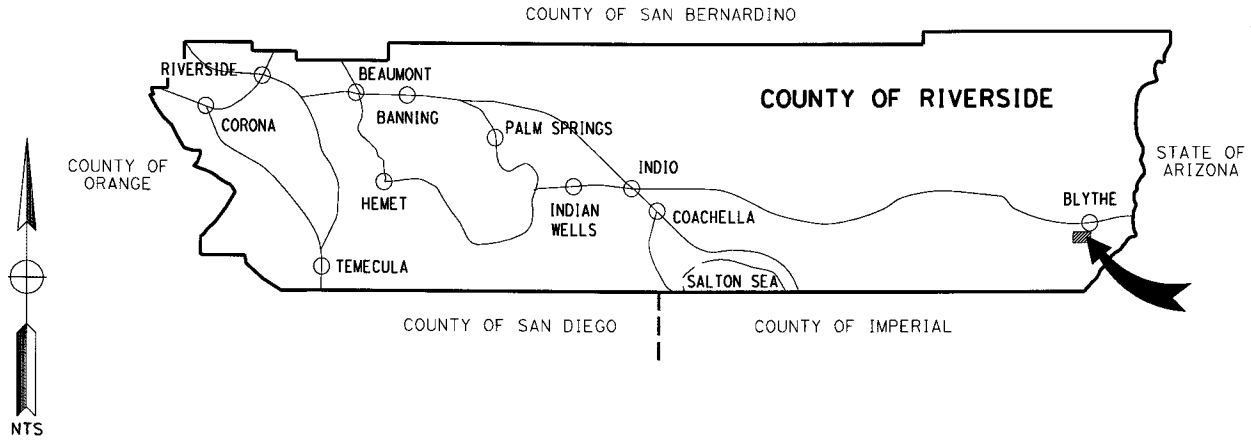 COUNTY OF SAN BERNARDINO
RIVERSIDE
BEAUMONT
COUNTY OF RIVERSIDE
CORONA
BANNING
PALM SPRINGS
COUNTY OF
ORANGE
STATE OF
ARIZONA
INDIO
HEMET
BLYTHE
INDIAN
WELLS
COACHELLA
TEMECULA
SALTON SEA
COUNTY OF SAN DIEGO
COUNTY OF IMPERIAL
NTS